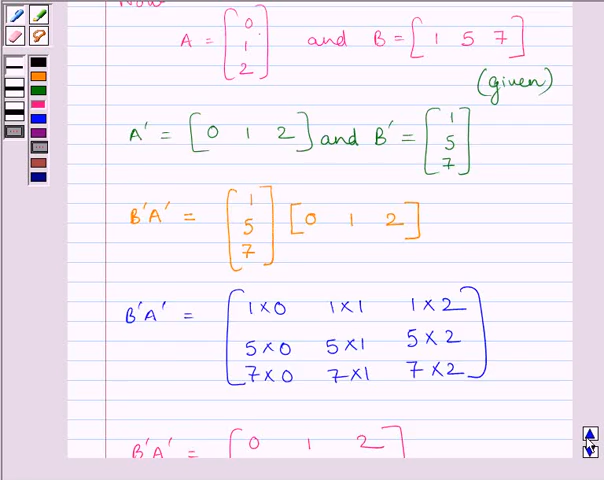 Now
A = [ 0 1 2 ] and B = [ 1 5 7 ]
(given)
A' = [ 0 1 2 ] and B' = [ 1 5 7 ]
B'A' = [ 1 5 7 ] [ 0 1 2 ]
B'A' = [ 1×0 1×1 1×2
5×0 5×1 5×2
7×0 7×1 7×2 ]
B'A' = [ 0 1 2 ]